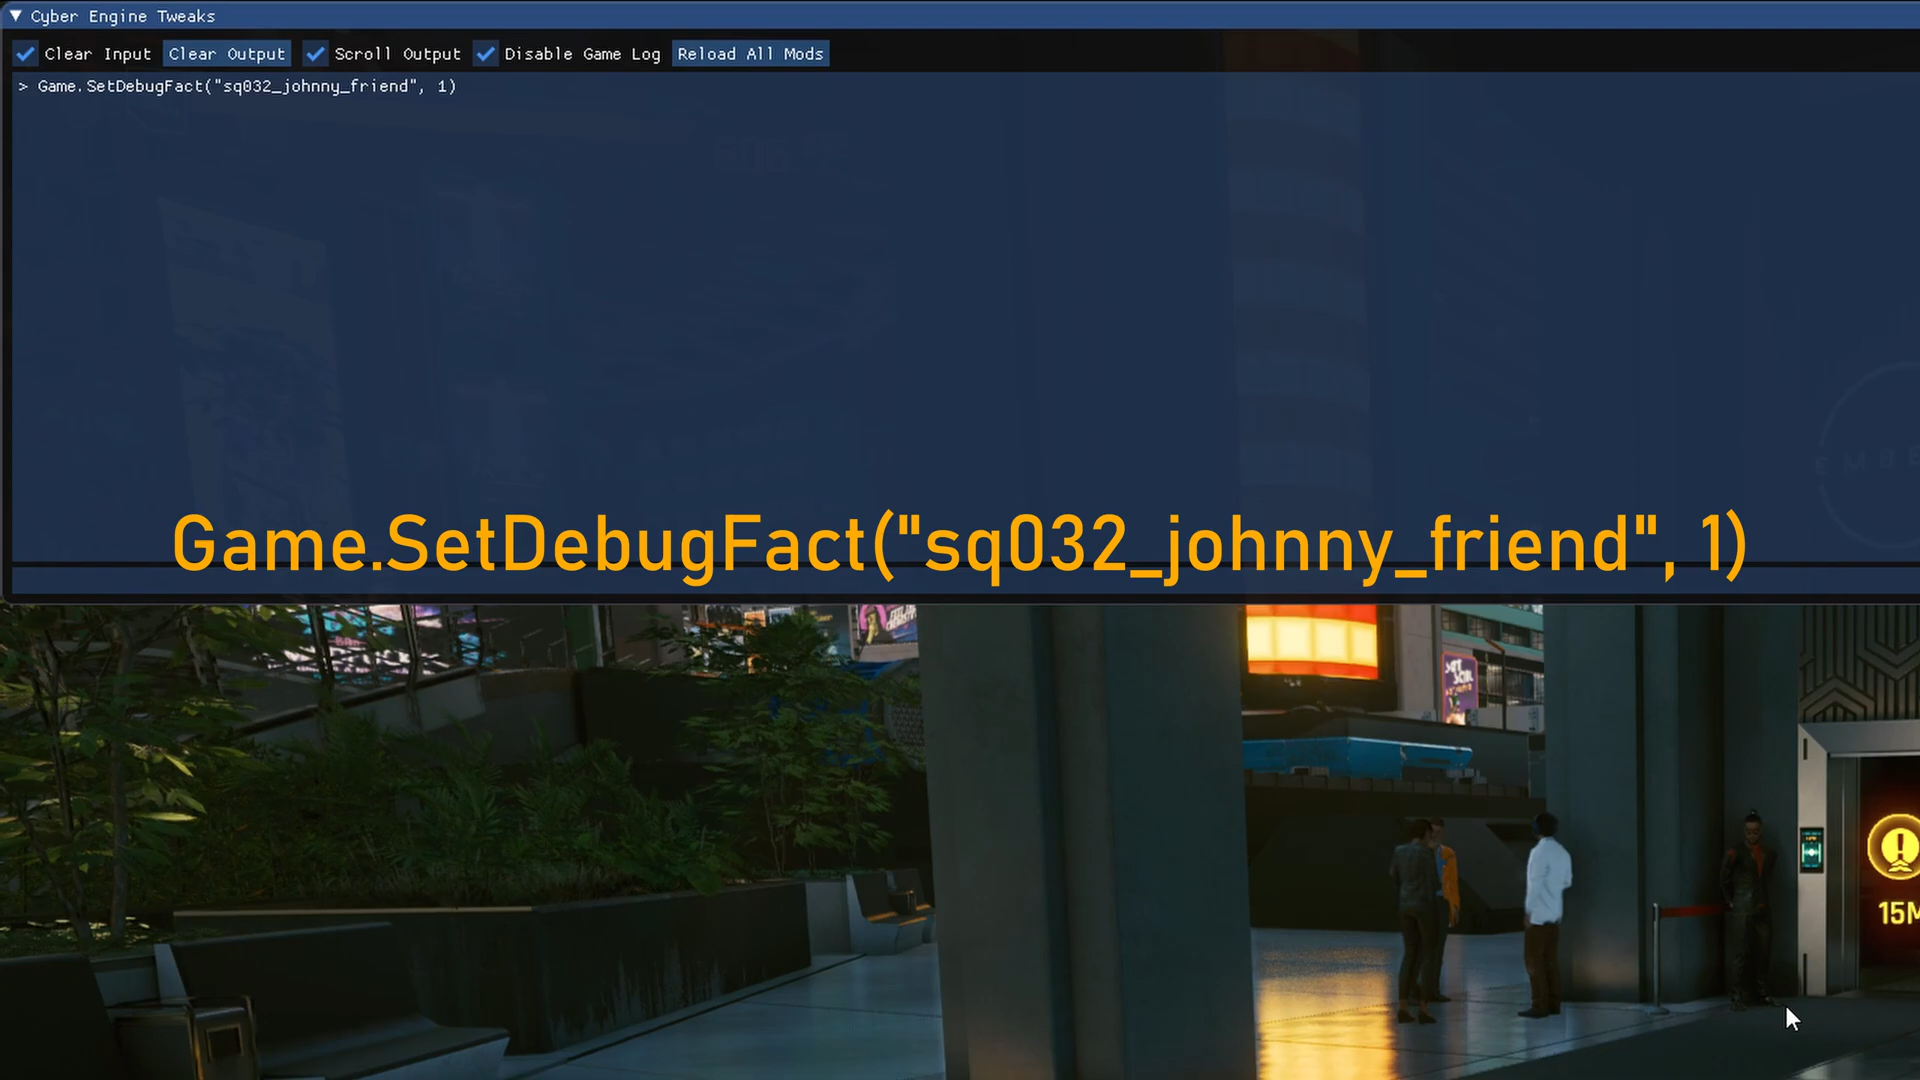 Cyber Engine Tweaks
Clear Input Clear Output Scroll Output Disable Game Log Reload All Mods
> Game.SetDebugFact("sq032_johnny_friend", 1)
Game.SetDebugFact("sq032_johnny_friend", 1)
15M